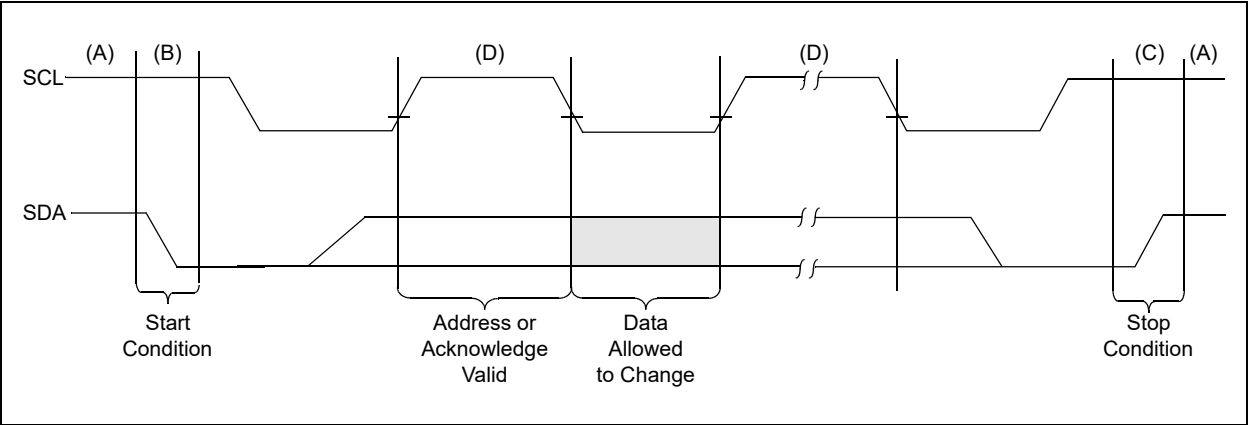 (A) (B) (D) (D) (C) (A)
SCL
SDA
Start
Condition
Address or
Acknowledge
Valid
Data
Allowed
to Change
Stop
Condition